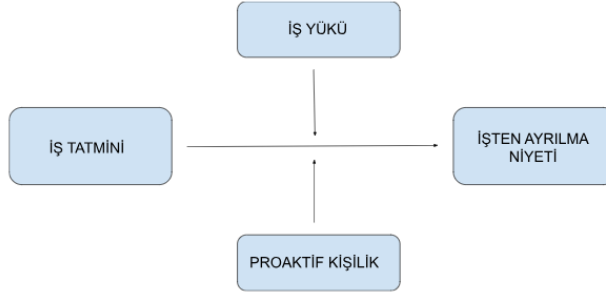 İŞ YÜKÜ
İŞ TATMİNİ
İŞTEN AYRILMA
NİYETİ
PROAKTİF KİŞİLİK